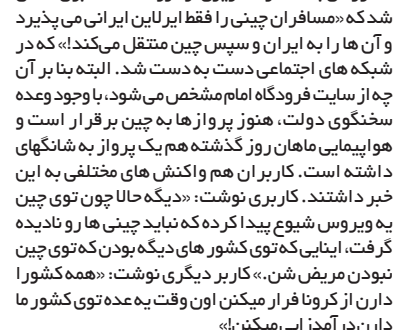 شد که «مسافران چینی را فقط ایرلاین ایرانی می پذیرد
و آن ها را به ایران و سپس چین منتقل می‌کند!» که در
شبکه های اجتماعی دست به دست شد. البته بنا بر آن
چه از سایت فرودگاه امام مشخص می‌شود، با وجود وعده
سخنگوی دولت، هنوز پروازها به چین برقرار است و
هواپیمایی ماهان روز گذشته هم یک پرواز به شانگهای
داشته است. کاربران هم واکنش های مختلفی به این
خبر داشتند. کاربری نوشت: «دیگه حالا چون توی چین
یه ویروس شیوع پیدا کرده که نباید چینی ها رو نادیده
گرفت، اینایی که توی کشور های دیگه بودن که توی چین
نبودن مریض شن.» کاربر دیگری نوشت: «همه کشورا
دارن از کرونا فرار میکنن اون وقت یه عده توی کشور ما
دارن درآمدزایی میکنن!»